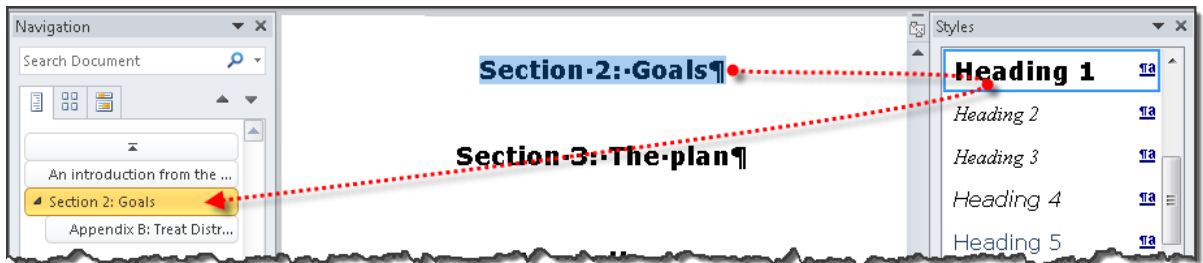 Navigation
Search Document
An introduction from the ...
Section 2: Goals
Appendix B: Treat Distr...
Section·2:·Goals¶
Section·3:·The·plan¶
Styles
Heading 1 ¶a
Heading 2 ¶a
Heading 3 ¶a
Heading 4 ¶a
Heading 5 ¶a